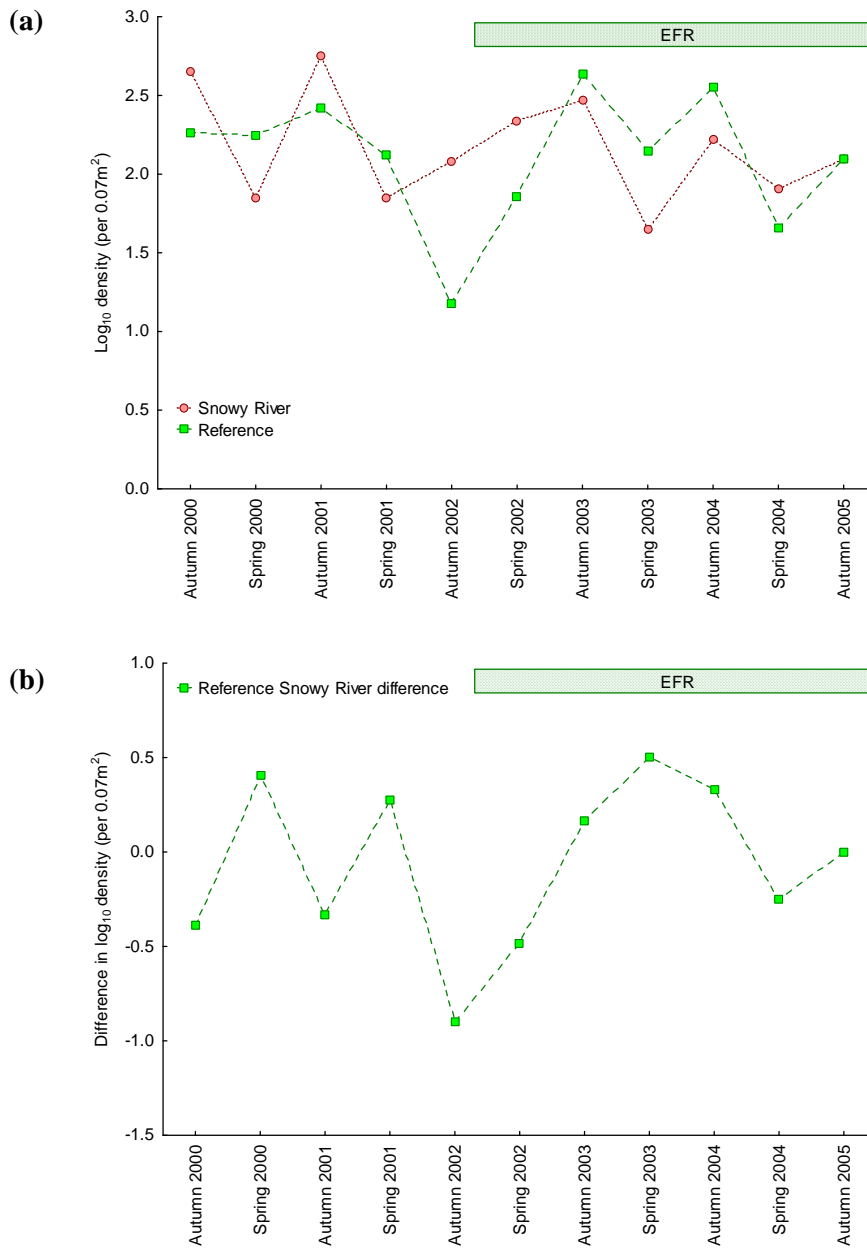 (a)
3.0
EFR
2.5
2.0
1.5
1.0
0.5
0.0
Log10 density (per 0.07m²)
Snowy River
Reference
Autumn 2000
Spring 2000
Autumn 2001
Spring 2001
Autumn 2002
Spring 2002
Autumn 2003
Spring 2003
Autumn 2004
Spring 2004
Autumn 2005
(b)
1.0
Reference Snowy River difference
EFR
0.5
0.0
-0.5
-1.0
-1.5
Difference in log10 density (per 0.07m²)
Autumn 2000
Spring 2000
Autumn 2001
Spring 2001
Autumn 2002
Spring 2002
Autumn 2003
Spring 2003
Autumn 2004
Spring 2004
Autumn 2005